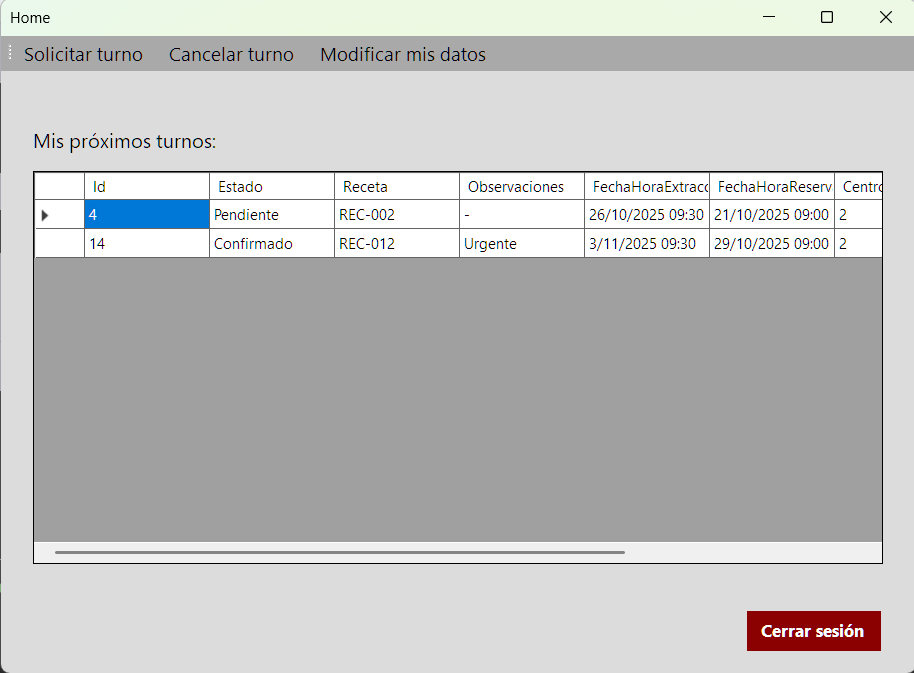 Home
Solicitar turno Cancelar turno Modificar mis datos
Mis próximos turnos:
Id Estado Receta Observaciones FechaHoraExtracc FechaHoraReserv Centro
4 Pendiente REC-002 - 26/10/2025 09:30 21/10/2025 09:00 2
14 Confirmado REC-012 Urgente 3/11/2025 09:30 29/10/2025 09:00 2
Cerrar sesión